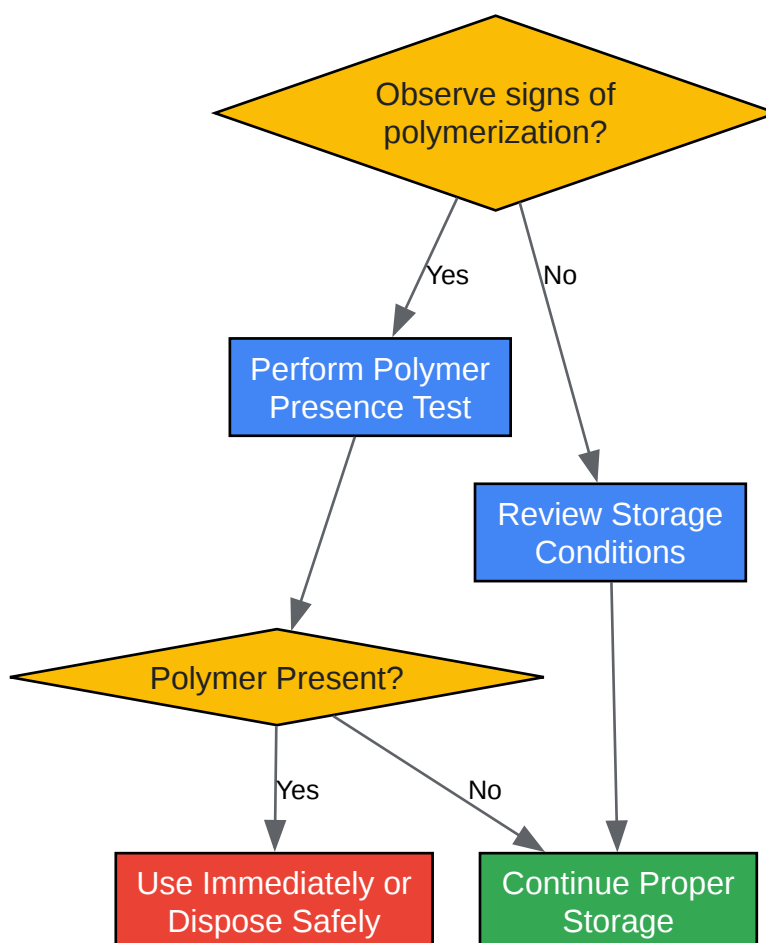 Observe signs of
polymerization?
Yes
No
Perform Polymer
Presence Test
Review Storage
Conditions
Polymer Present?
Yes
No
Use Immediately or
Dispose Safely
Continue Proper
Storage